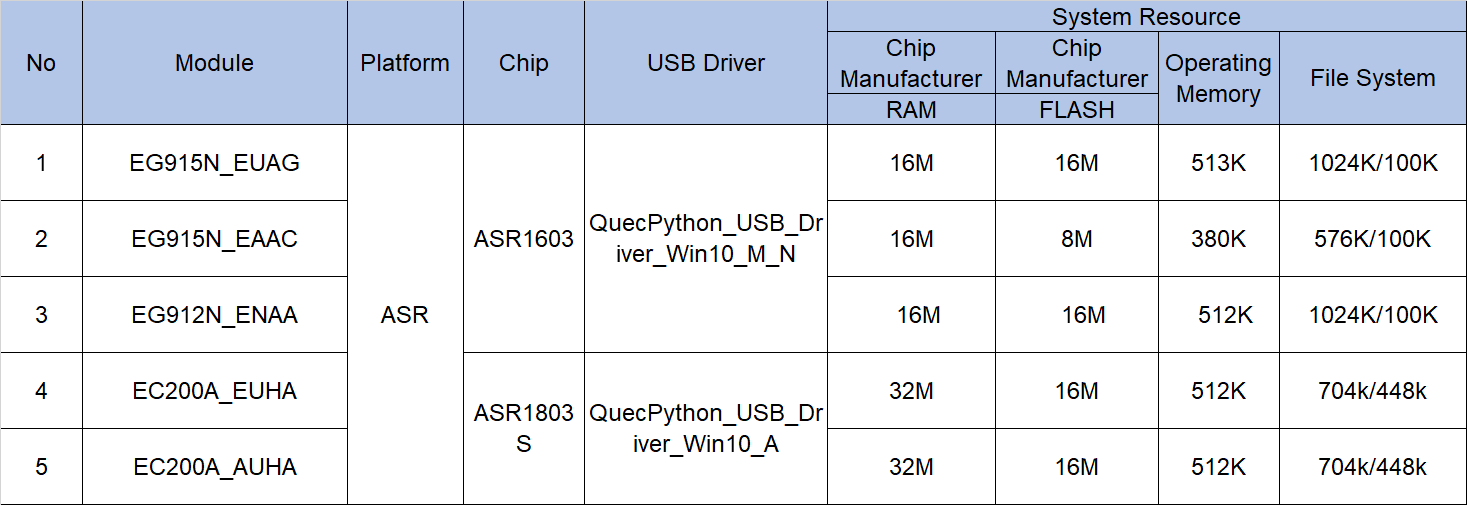 No Module Platform Chip USB Driver System Resource
Chip Manufacturer Chip Manufacturer Operating Memory File System
RAM FLASH
1 EG915N_EUAG ASR ASR1603 QuecPython_USB_Dr
iver_Win10_M_N 16M 16M 513K 1024K/100K
2 EG915N_EAAC 16M 8M 380K 576K/100K
3 EG912N_ENAA 16M 16M 512K 1024K/100K
4 EC200A_EUHA ASR1803
S QuecPython_USB_Dr
iver_Win10_A 32M 16M 512K 704k/448k
5 EC200A_AUHA 32M 16M 512K 704k/448k